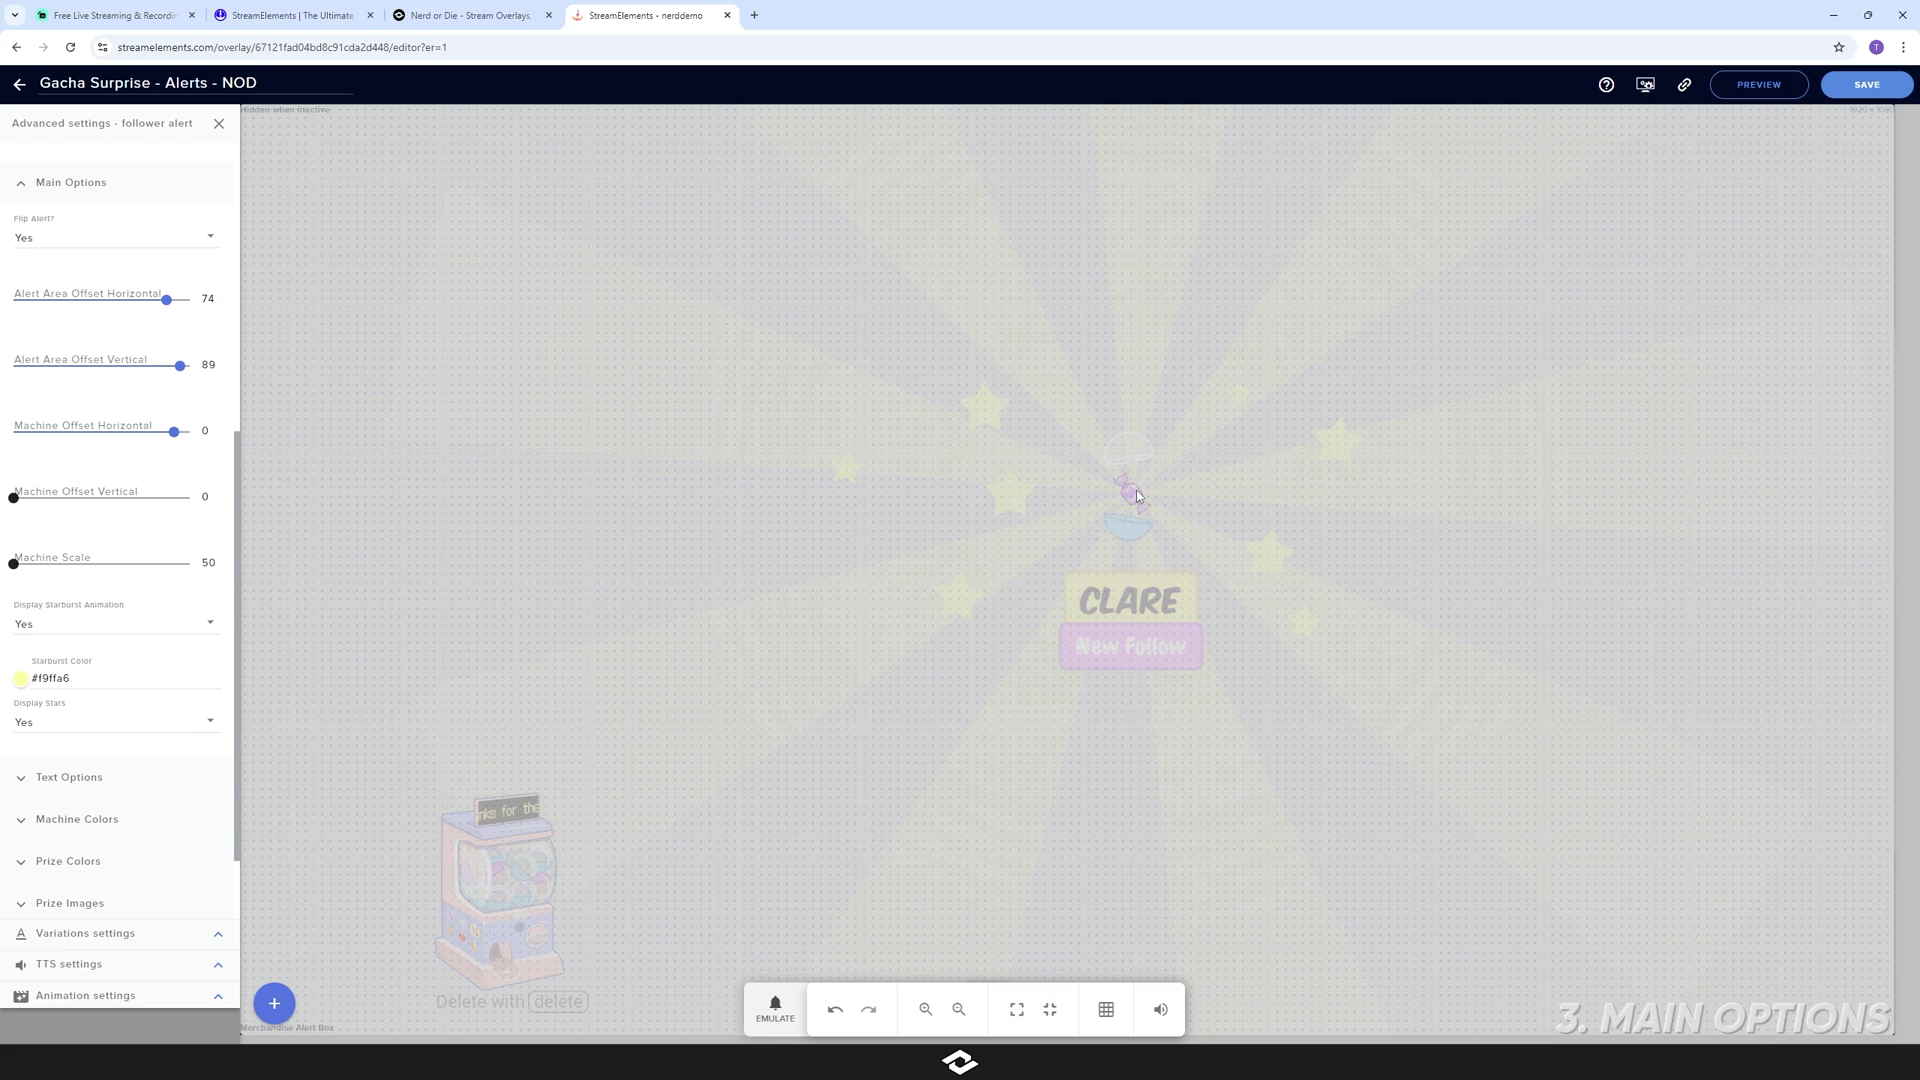 Free Live Streaming & Recordin
StreamElements | The Ultimate
Nerd or Die - Stream Overlays,
StreamElements - nerddemo
streamelements.com/overlay/67121fad04bd8c91cda2d448/editor?er=1
T
Gacha Surprise - Alerts - NOD
PREVIEW
SAVE
Hidden when inactive
1920 x 1080
Advanced settings - follower alert
Main Options
Flip Alert?
Yes
Alert Area Offset Horizontal
74
Alert Area Offset Vertical
89
Machine Offset Horizontal
0
Machine Offset Vertical
0
Machine Scale
50
Display Starburst Animation
Yes
Starburst Color
#f9ffa6
Display Stars
Yes
Text Options
Machine Colors
Prize Colors
Prize Images
Variations settings
TTS settings
Animation settings
CLARE
New Follow
nks for the
Delete with delete
Merchandise Alert Box
EMULATE
3. MAIN OPTIONS